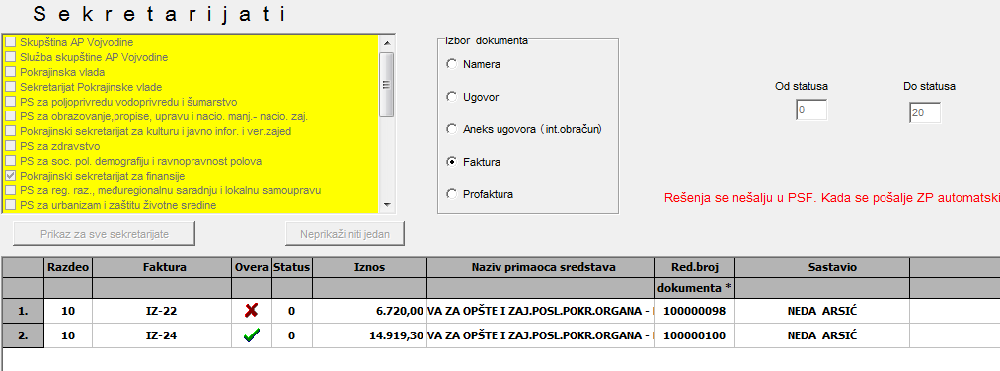 Sekretarijati
Skupština AP Vojvodine
Služba skupštine AP Vojvodine
Pokrajinska vlada
Sekretarijat Pokrajinske vlade
PS za poljoprivredu vodoprivredu i šumarstvo
PS za obrazovanje,propise, upravu i nacio. manj.- nacio. zaj.
Pokrajinski sekretarijat za kulturu i javno infor. i ver.zajed
PS za zdravstvo
PS za soc. pol. demografiju i ravnopravnost polova
Pokrajinski sekretarijat za finansije
PS za reg. raz., međuregionalnu saradnju i lokalnu samoupravu
PS za urbanizam i zaštitu životne sredine
Prikaz za sve sekretarijate
Neprikaži niti jedan
Izbor dokumenta
Namera
Ugovor
Aneks ugovora (int.obračun)
Faktura
Profaktura
Od statusa
0
Do statusa
20
Rešenja se nešalju u PSF. Kada se pošalje ZP automatski
Razdeo Faktura Overa Status Iznos Naziv primaoca sredstava Red.broj Sastavio
dokumenta *
1. 10 IZ-22 0 6.720,00 VA ZA OPŠTE I ZAJ.POSL.POKR.ORGANA - 100000098 NEDA ARSIĆ
2. 10 IZ-24 0 14.919,30 VA ZA OPŠTE I ZAJ.POSL.POKR.ORGANA - 100000100 NEDA ARSIĆ